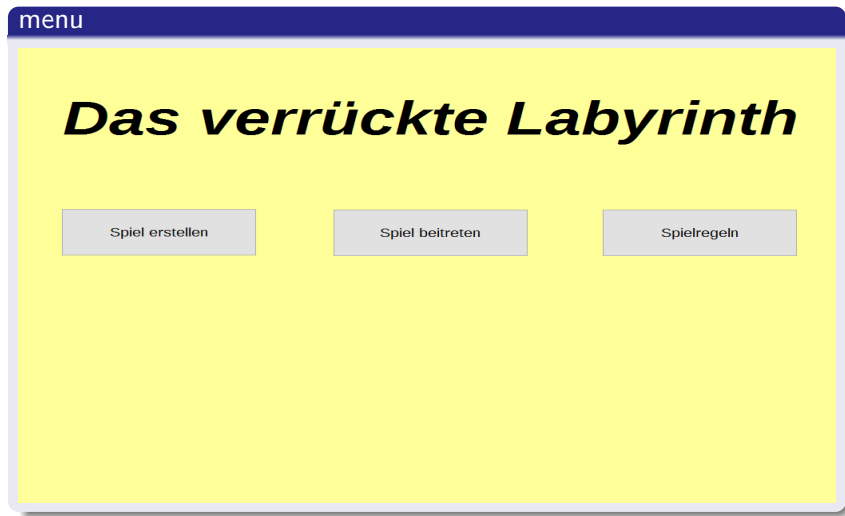 menu
Das verrückte Labyrinth
Spiel erstellen
Spiel beitreten
Spielregeln